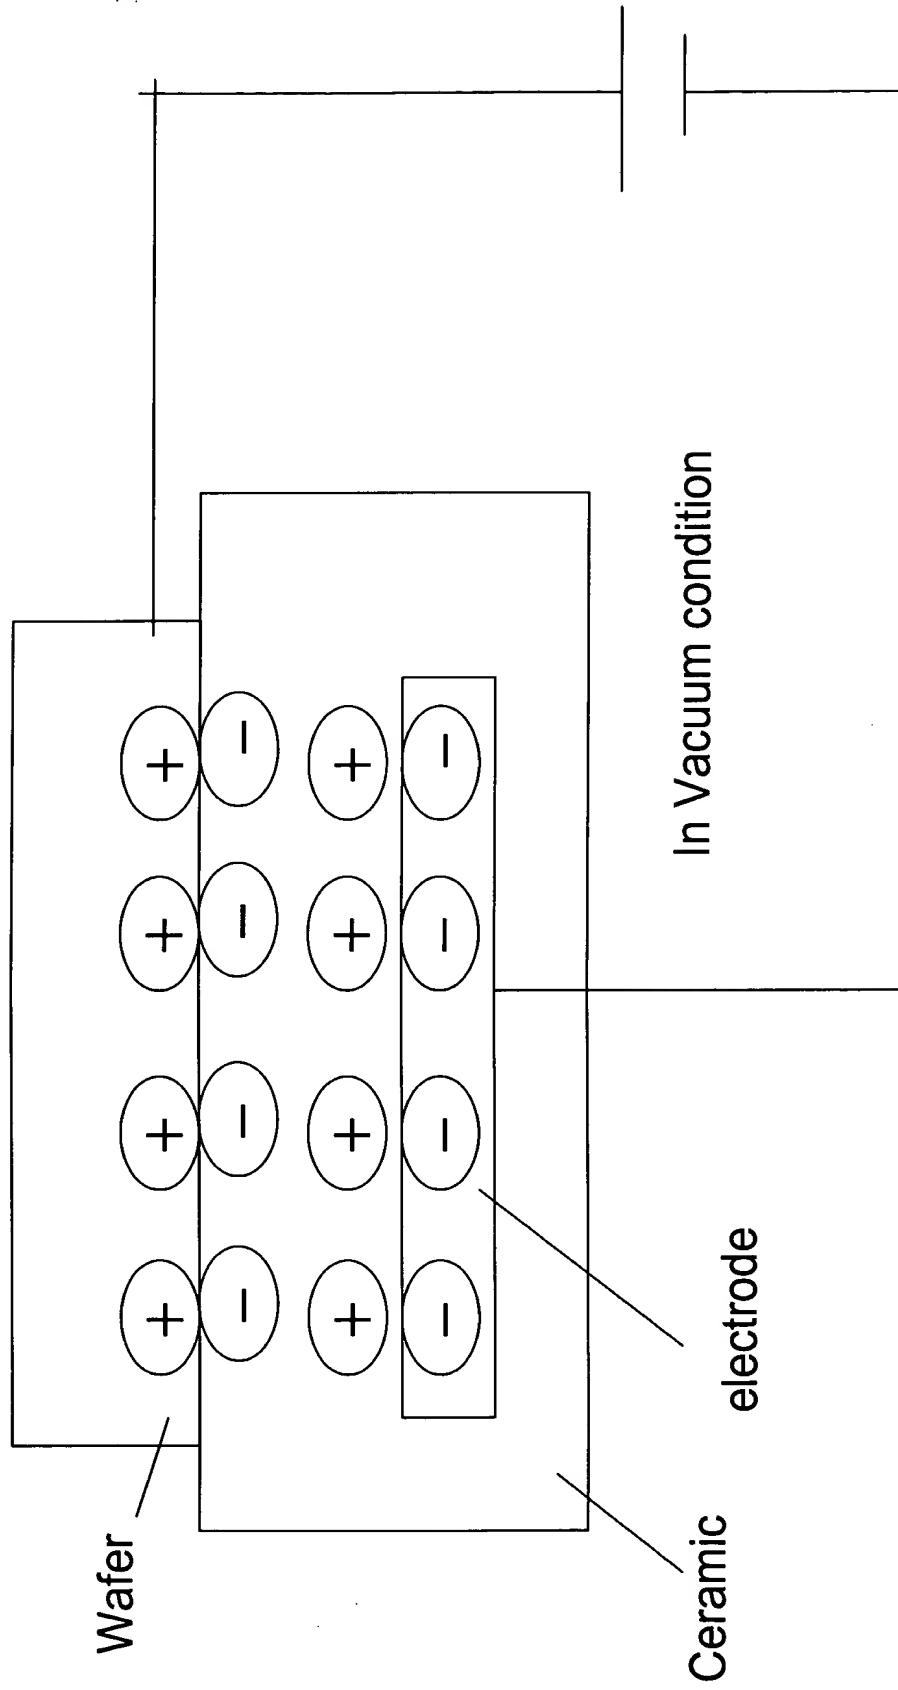 Wafer
+ + + +
− − − −
+ + + +
− − − −
Ceramic
electrode
In Vacuum condition